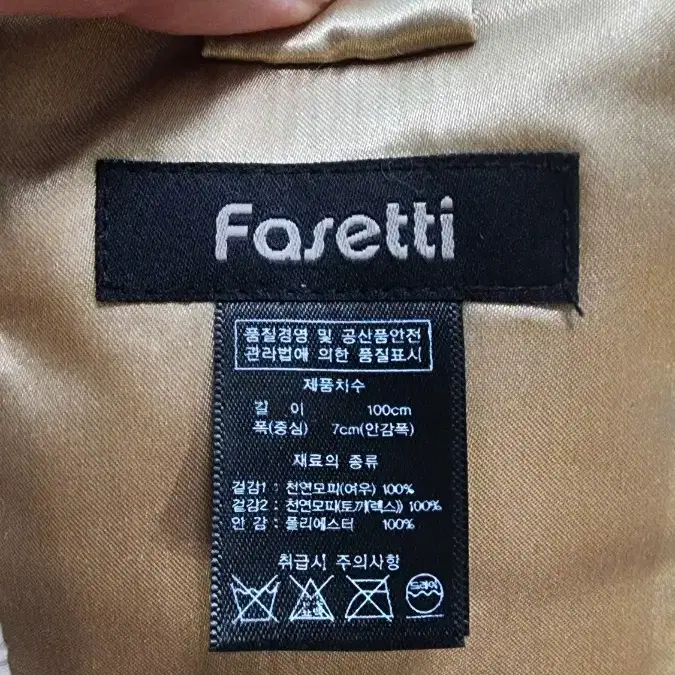 Fasetti
품질경영 및 공산품안전
관리법에 의한 품질표시
제품치수
길 이 100cm
폭(중심) 7cm(안감폭)
재료의 종류
겉감1 : 천연모피(여우) 100%
겉감2 : 천연모피(토끼(렉스)) 100%
안 감 : 폴리에스터 100%
취급시 주의사항
드라이